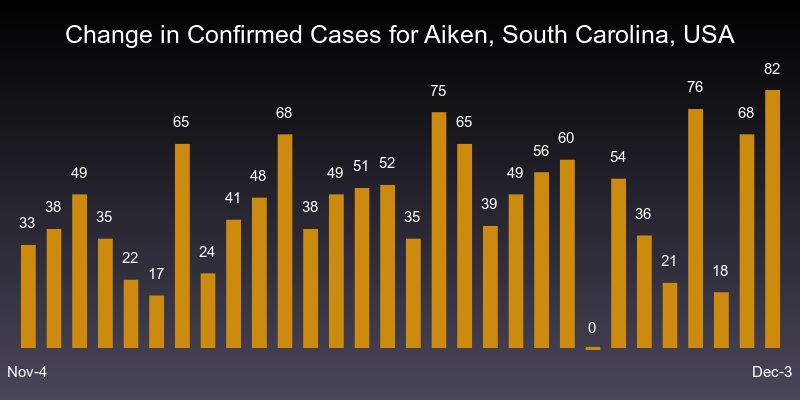 Change in Confirmed Cases for Aiken, South Carolina, USA
33 38 49 35 22 17 65 24 41 48 68 38 49 51 52 35 75 65 39 49 56 60 0 54 36 21 76 18 68 82
Nov-4 Dec-3